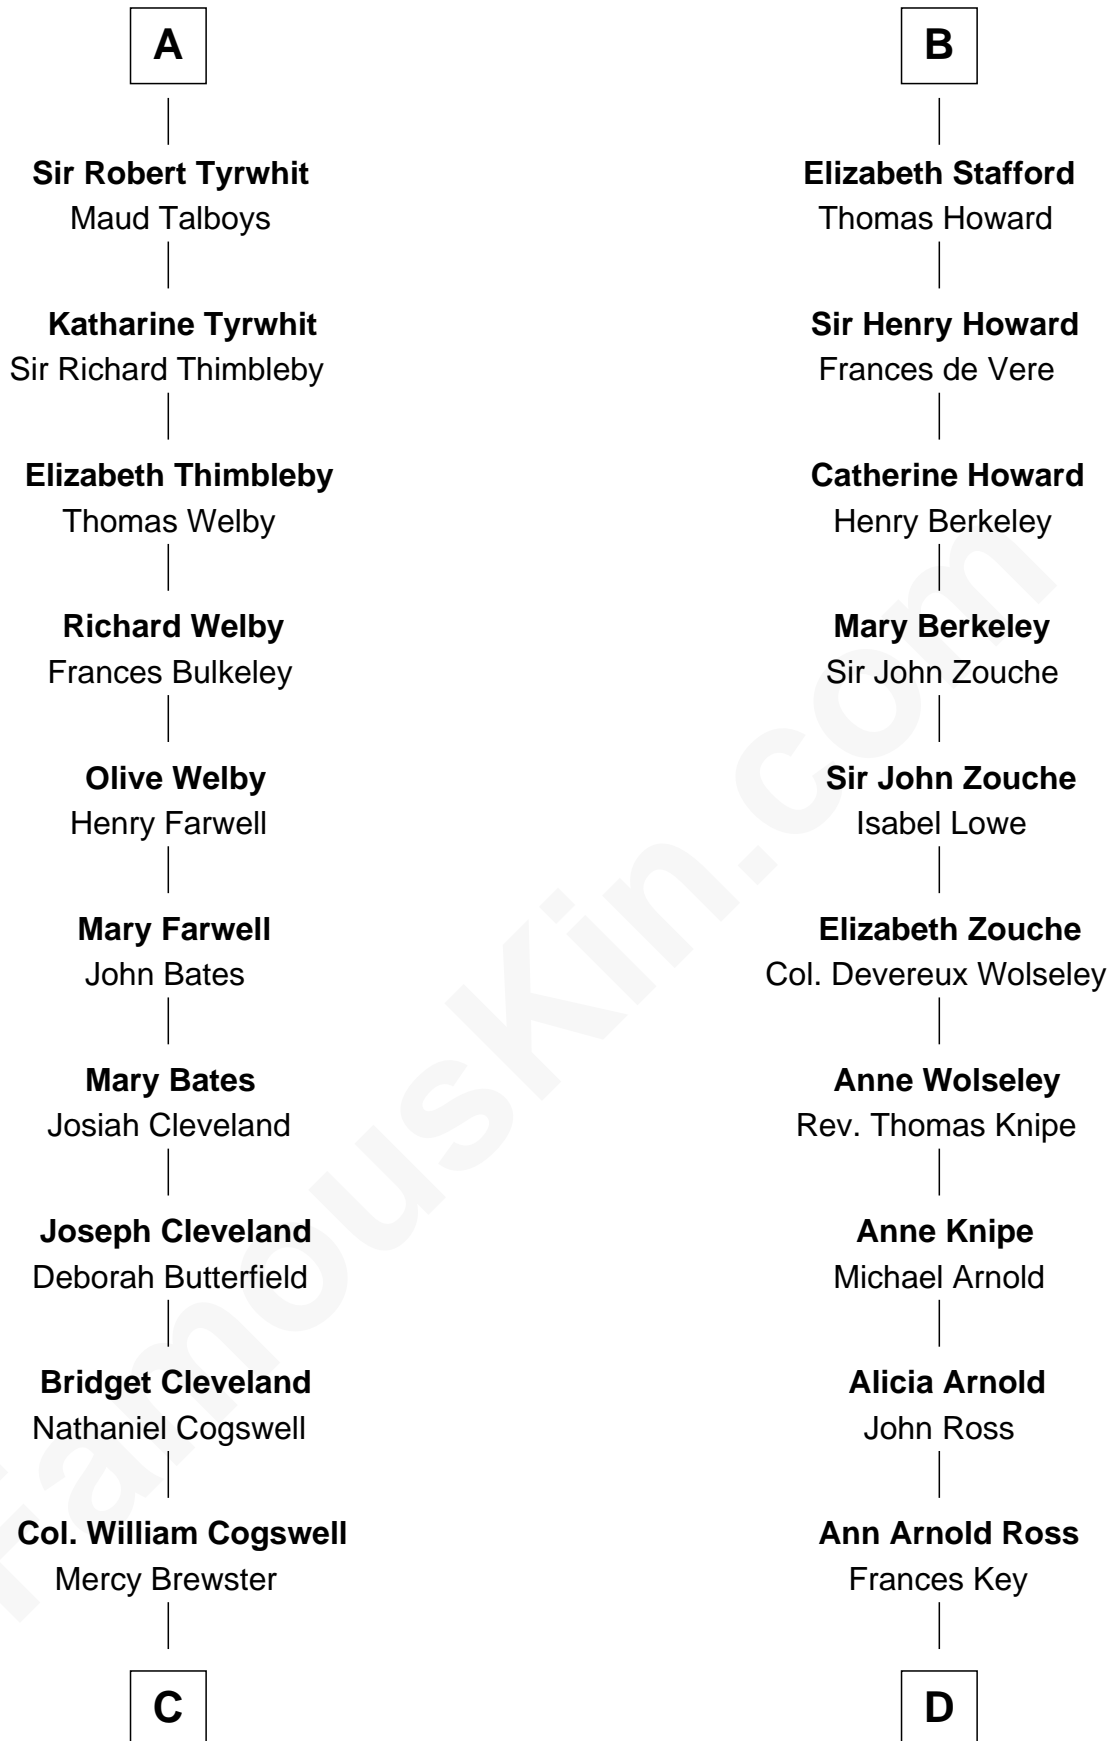 A
Sir Robert Tyrwhit
Maud Talboys
Katharine Tyrwhit
Sir Richard Thimbleby
Elizabeth Thimbleby
Thomas Welby
Richard Welby
Frances Bulkeley
Olive Welby
Henry Farwell
Mary Farwell
John Bates
Mary Bates
Josiah Cleveland
Joseph Cleveland
Deborah Butterfield
Bridget Cleveland
Nathaniel Cogswell
Col. William Cogswell
Mercy Brewster
C
B
Elizabeth Stafford
Thomas Howard
Sir Henry Howard
Frances de Vere
Catherine Howard
Henry Berkeley
Mary Berkeley
Sir John Zouche
Sir John Zouche
Isabel Lowe
Elizabeth Zouche
Col. Devereux Wolseley
Anne Wolseley
Rev. Thomas Knipe
Anne Knipe
Michael Arnold
Alicia Arnold
John Ross
Ann Arnold Ross
Frances Key
D
FamousKin.com